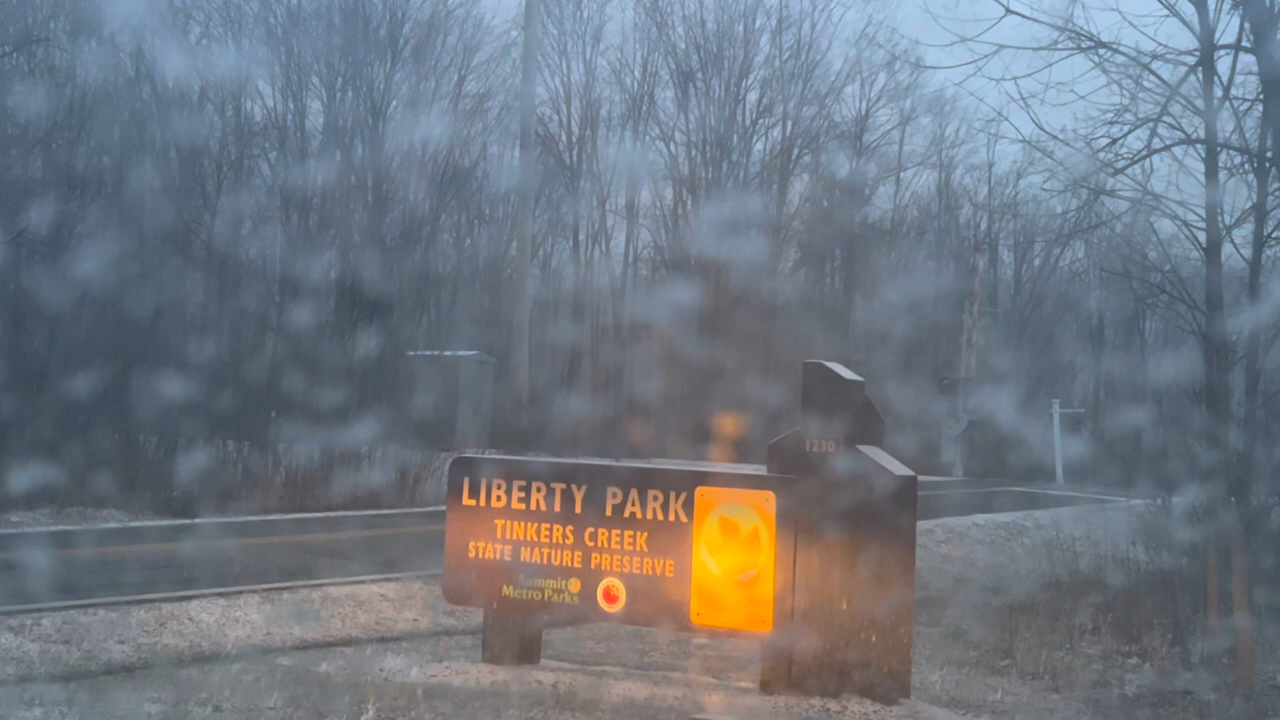 1230
LIBERTY PARK
TINKERS CREEK
STATE NATURE PRESERVE
Summit
Metro Parks